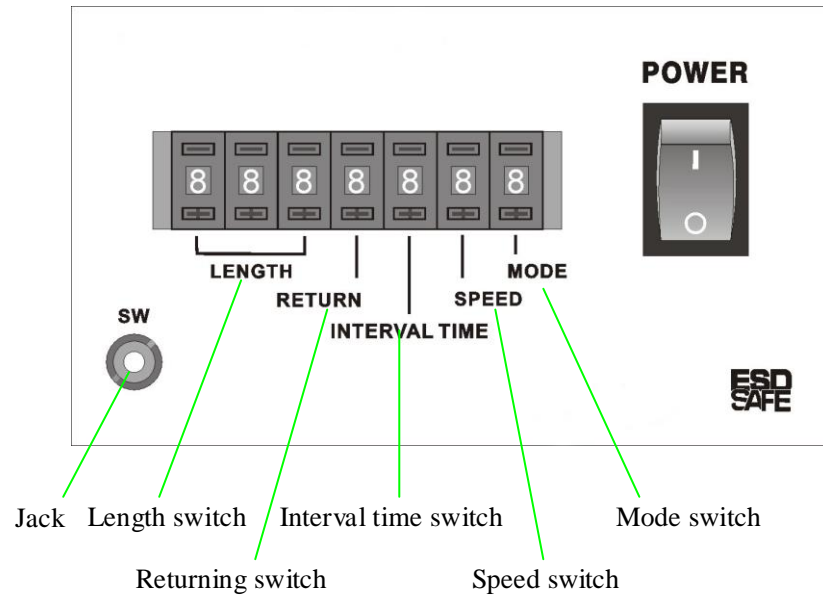 POWER
I
8 8 8 8 8 8 8
O
LENGTH
MODE
RETURN
SPEED
INTERVAL TIME
SW
ESD
SAFE
Jack
Length switch
Interval time switch
Mode switch
Returning switch
Speed switch